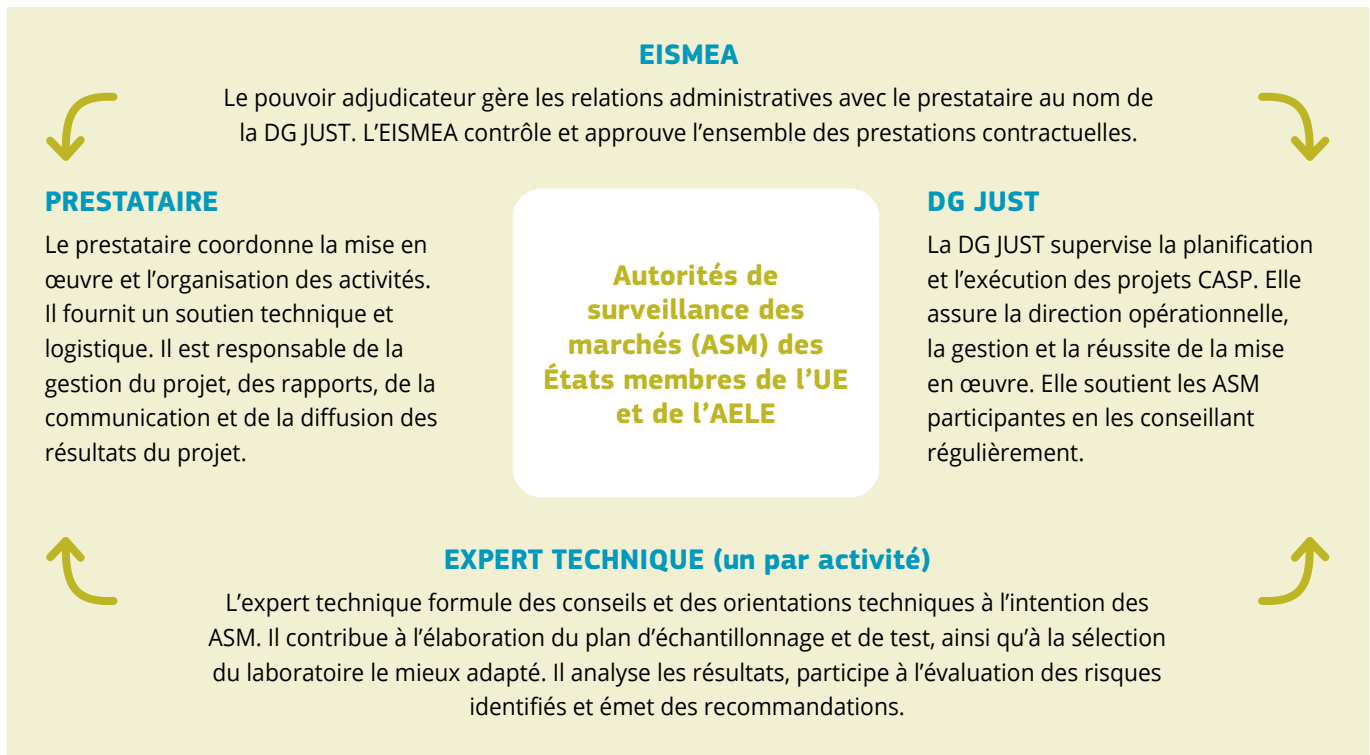 EISMEA
Le pouvoir adjudicateur gère les relations administratives avec le prestataire au nom de
la DG JUST. L’EISMEA contrôle et approuve l’ensemble des prestations contractuelles.
PRESTATAIRE
Le prestataire coordonne la mise en
œuvre et l’organisation des activités.
Il fournit un soutien technique et
logistique. Il est responsable de la
gestion du projet, des rapports, de la
communication et de la diffusion des
résultats du projet.
Autorités de
surveillance des
marchés (ASM) des
États membres de l’UE
et de l’AELE
DG JUST
La DG JUST supervise la planification
et l’exécution des projets CASP. Elle
assure la direction opérationnelle,
la gestion et la réussite de la mise
en œuvre. Elle soutient les ASM
participantes en les conseillant
régulièrement.
EXPERT TECHNIQUE (un par activité)
L’expert technique formule des conseils et des orientations techniques à l’intention des
ASM. Il contribue à l’élaboration du plan d’échantillonnage et de test, ainsi qu’à la sélection
du laboratoire le mieux adapté. Il analyse les résultats, participe à l’évaluation des risques
identifiés et émet des recommandations.